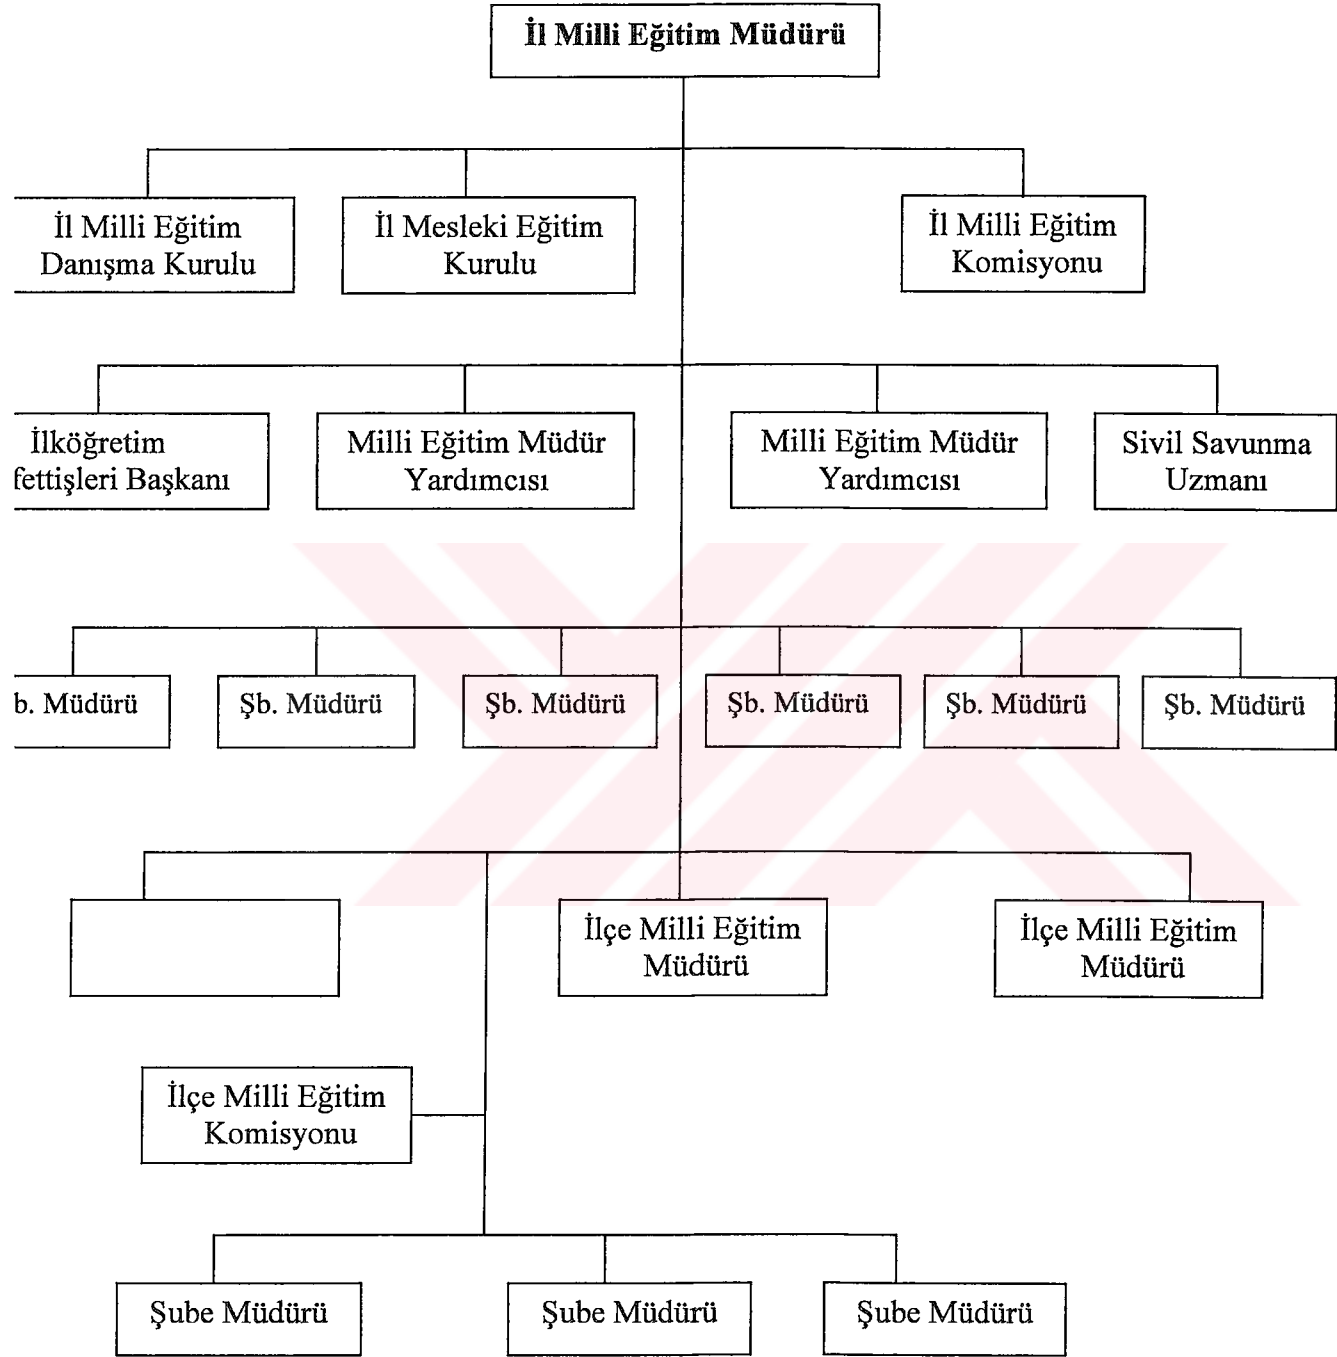 İl Milli Eğitim Müdürü
İl Milli Eğitim
Danışma Kurulu
İl Mesleki Eğitim
Kurulu
İl Milli Eğitim
Komisyonu
İlköğretim
fettişleri Başkanı
Milli Eğitim Müdür
Yardımcısı
Milli Eğitim Müdür
Yardımcısı
Sivil Savunma
Uzmanı
b. Müdürü
Şb. Müdürü
Şb. Müdürü
Şb. Müdürü
Şb. Müdürü
Şb. Müdürü
İlçe Milli Eğitim
Müdürü
İlçe Milli Eğitim
Müdürü
İlçe Milli Eğitim
Komisyonu
Şube Müdürü
Şube Müdürü
Şube Müdürü